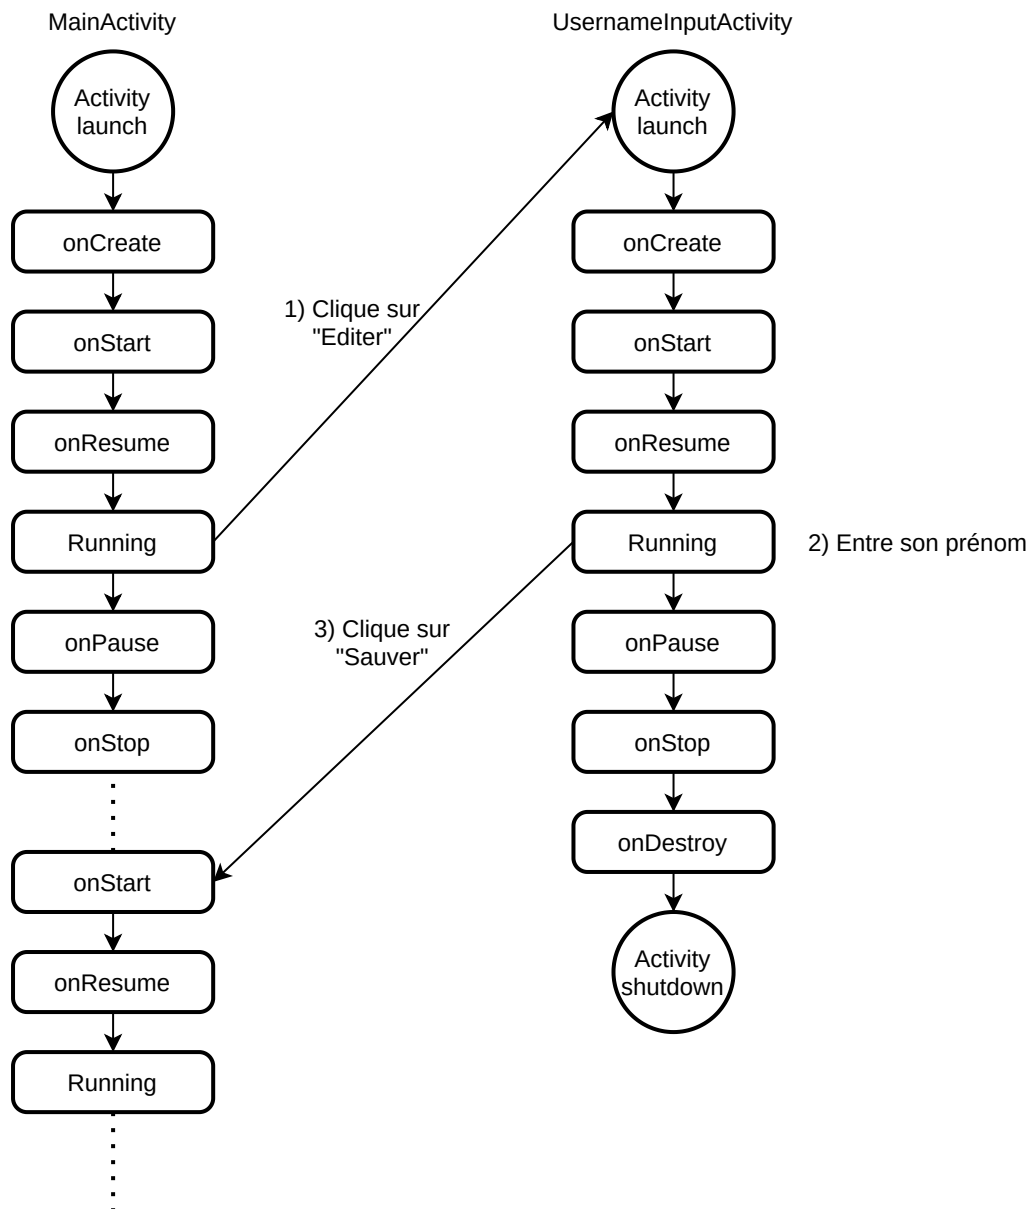 MainActivity
Activity
launch
onCreate
onStart
onResume
Running
onPause
onStop
onStart
onResume
Running
1) Clique sur
"Editer"
3) Clique sur
"Sauver"
UsernameInputActivity
Activity
launch
onCreate
onStart
onResume
Running
onPause
onStop
onDestroy
Activity
shutdown
2) Entre son prénom